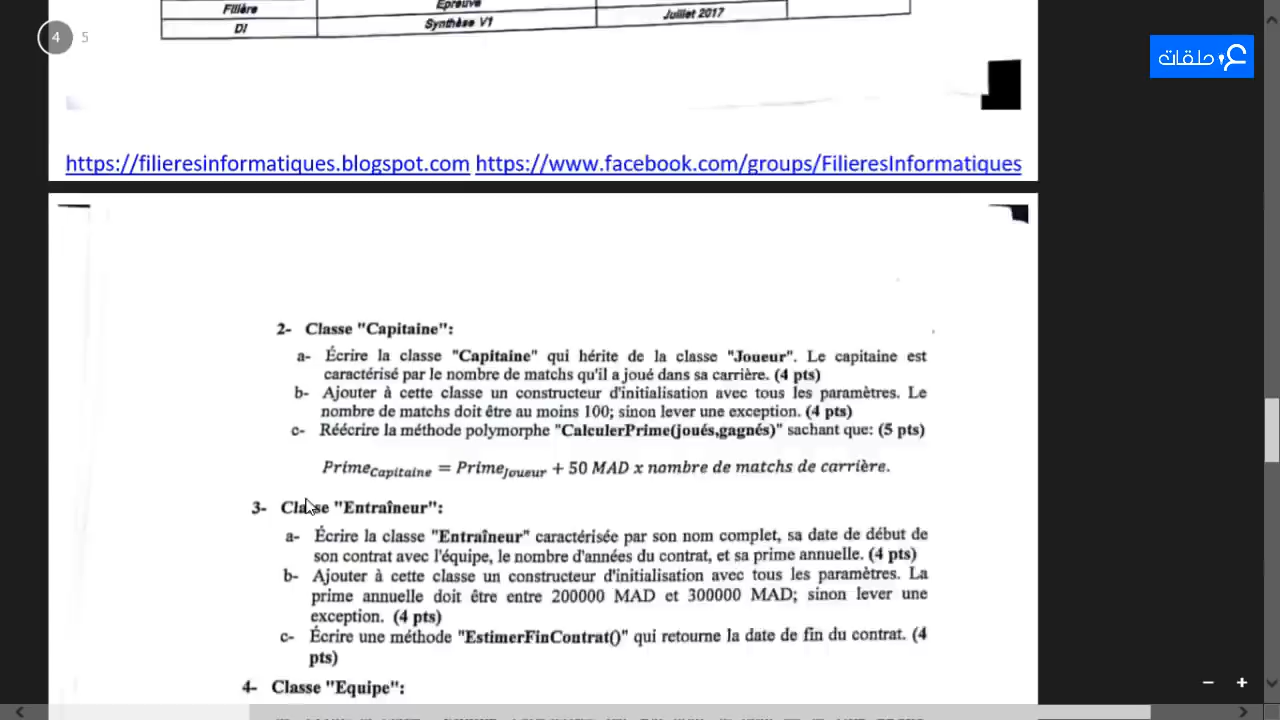 Filière
Epreuve
DI
Synthèse V1
Juillet 2017
4 5
حلقات
https://filieresinformatiques.blogspot.com https://www.facebook.com/groups/FilieresInformatiques
2- Classe "Capitaine":
a- Écrire la classe "Capitaine" qui hérite de la classe "Joueur". Le capitaine est
caractérisé par le nombre de matchs qu'il a joué dans sa carrière. (4 pts)
b- Ajouter à cette classe un constructeur d'initialisation avec tous les paramètres. Le
nombre de matchs doit être au moins 100; sinon lever une exception. (4 pts)
c- Réécrire la méthode polymorphe "CalculerPrime(joués,gagnés)" sachant que: (5 pts)
Prime Capitaine = Prime Joueur + 50 MAD x nombre de matchs de carrière.
3- Classe "Entraîneur":
a- Écrire la classe "Entraîneur" caractérisée par son nom complet, sa date de début de
son contrat avec l'équipe, le nombre d'années du contrat, et sa prime annuelle. (4 pts)
b- Ajouter à cette classe un constructeur d'initialisation avec tous les paramètres. La
prime annuelle doit être entre 200000 MAD et 300000 MAD; sinon lever une
exception. (4 pts)
c- Écrire une méthode "EstimerFinContrat()" qui retourne la date de fin du contrat. (4
pts)
4- Classe "Equipe":